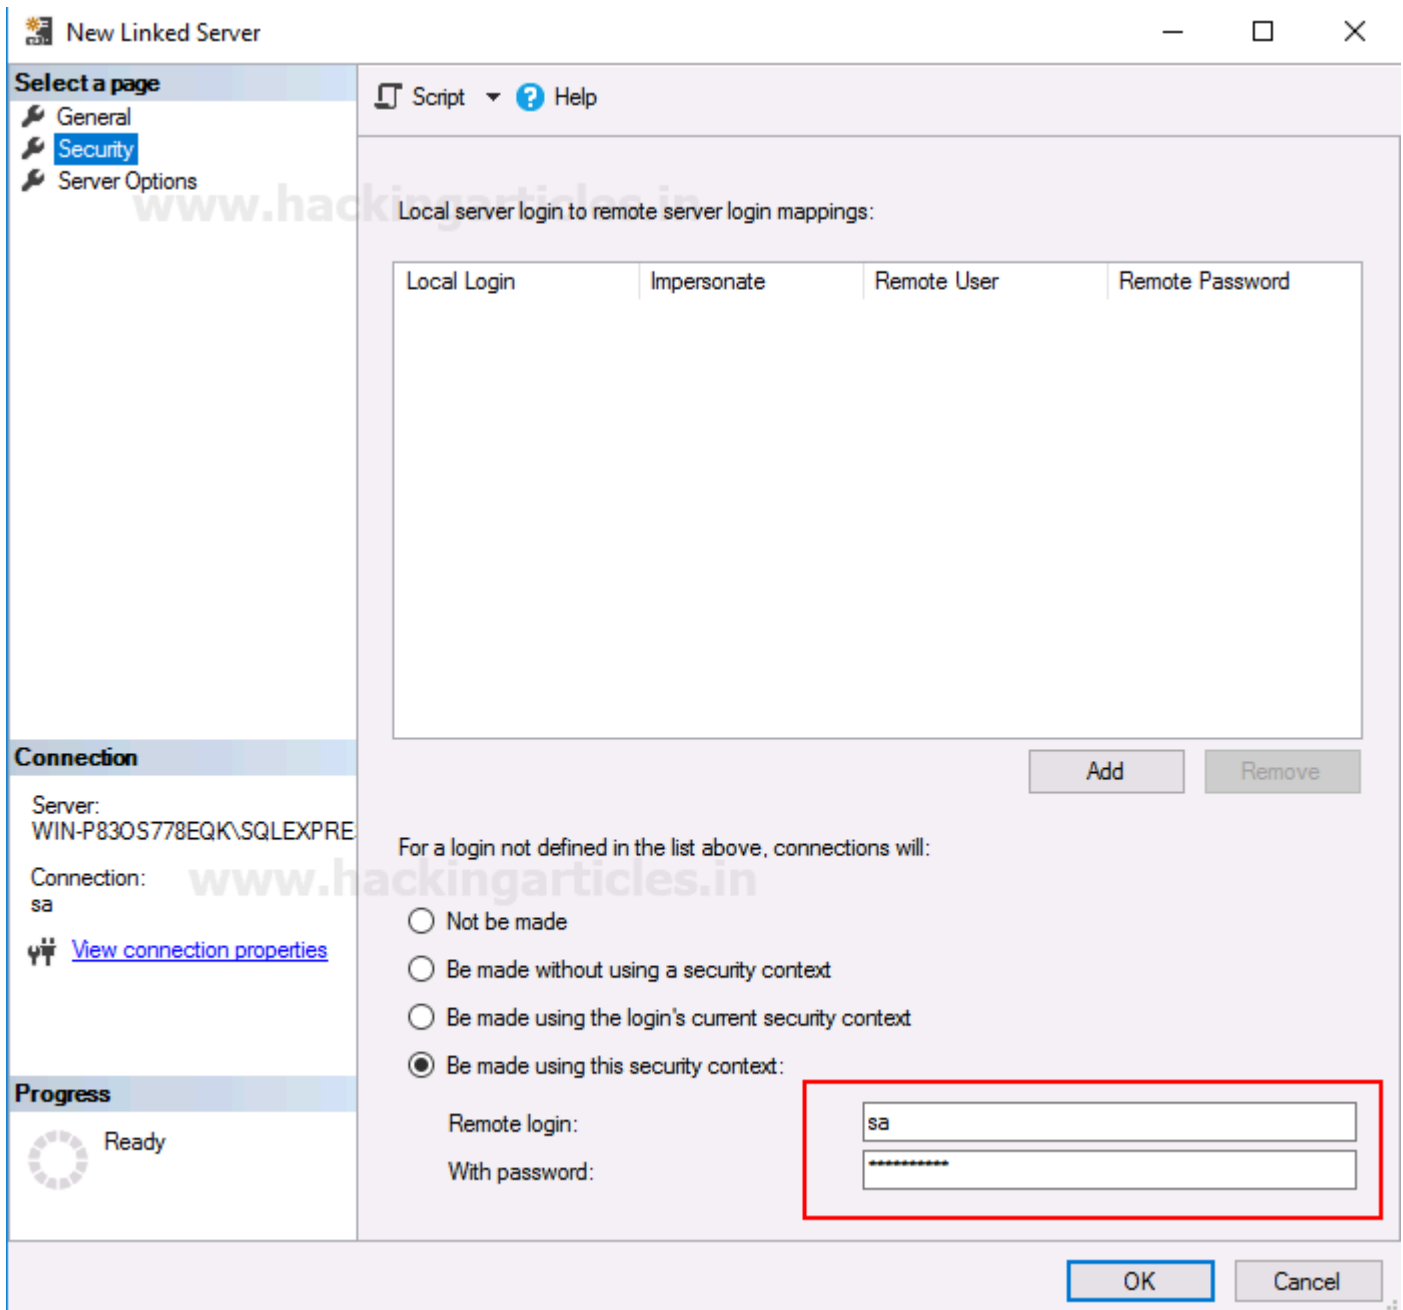 New Linked Server
Select a page
General
Security
Server Options
Script
Help
www.hackingarticles.in
Local server login to remote server login mappings:
Local Login Impersonate Remote User Remote Password
Add Remove
Connection
Server:
WIN-P83OS778EQK\SQLEXPRE
Connection:
sa
View connection properties
For a login not defined in the list above, connections will:
www.hackingarticles.in
Not be made
Be made without using a security context
Be made using the login's current security context
Be made using this security context:
Remote login: sa
With password: **********
Progress
Ready
OK Cancel